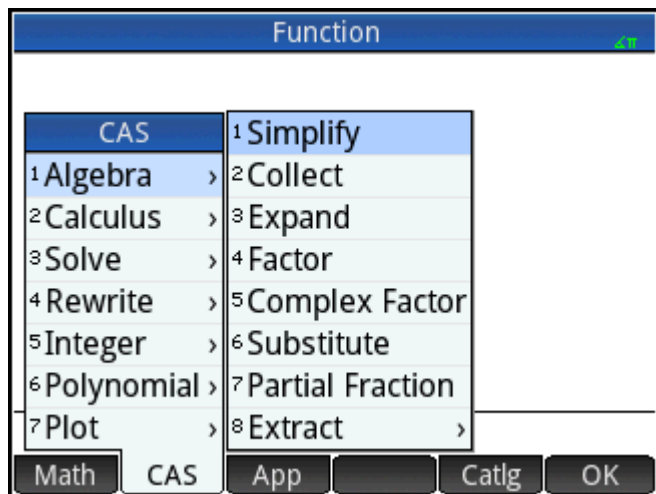 Function
∡π
CAS
1 Algebra ›
2 Calculus ›
3 Solve ›
4 Rewrite ›
5 Integer ›
6 Polynomial ›
7 Plot ›
1 Simplify
2 Collect
3 Expand
4 Factor
5 Complex Factor
6 Substitute
7 Partial Fraction
8 Extract ›
Math CAS App Catlg OK